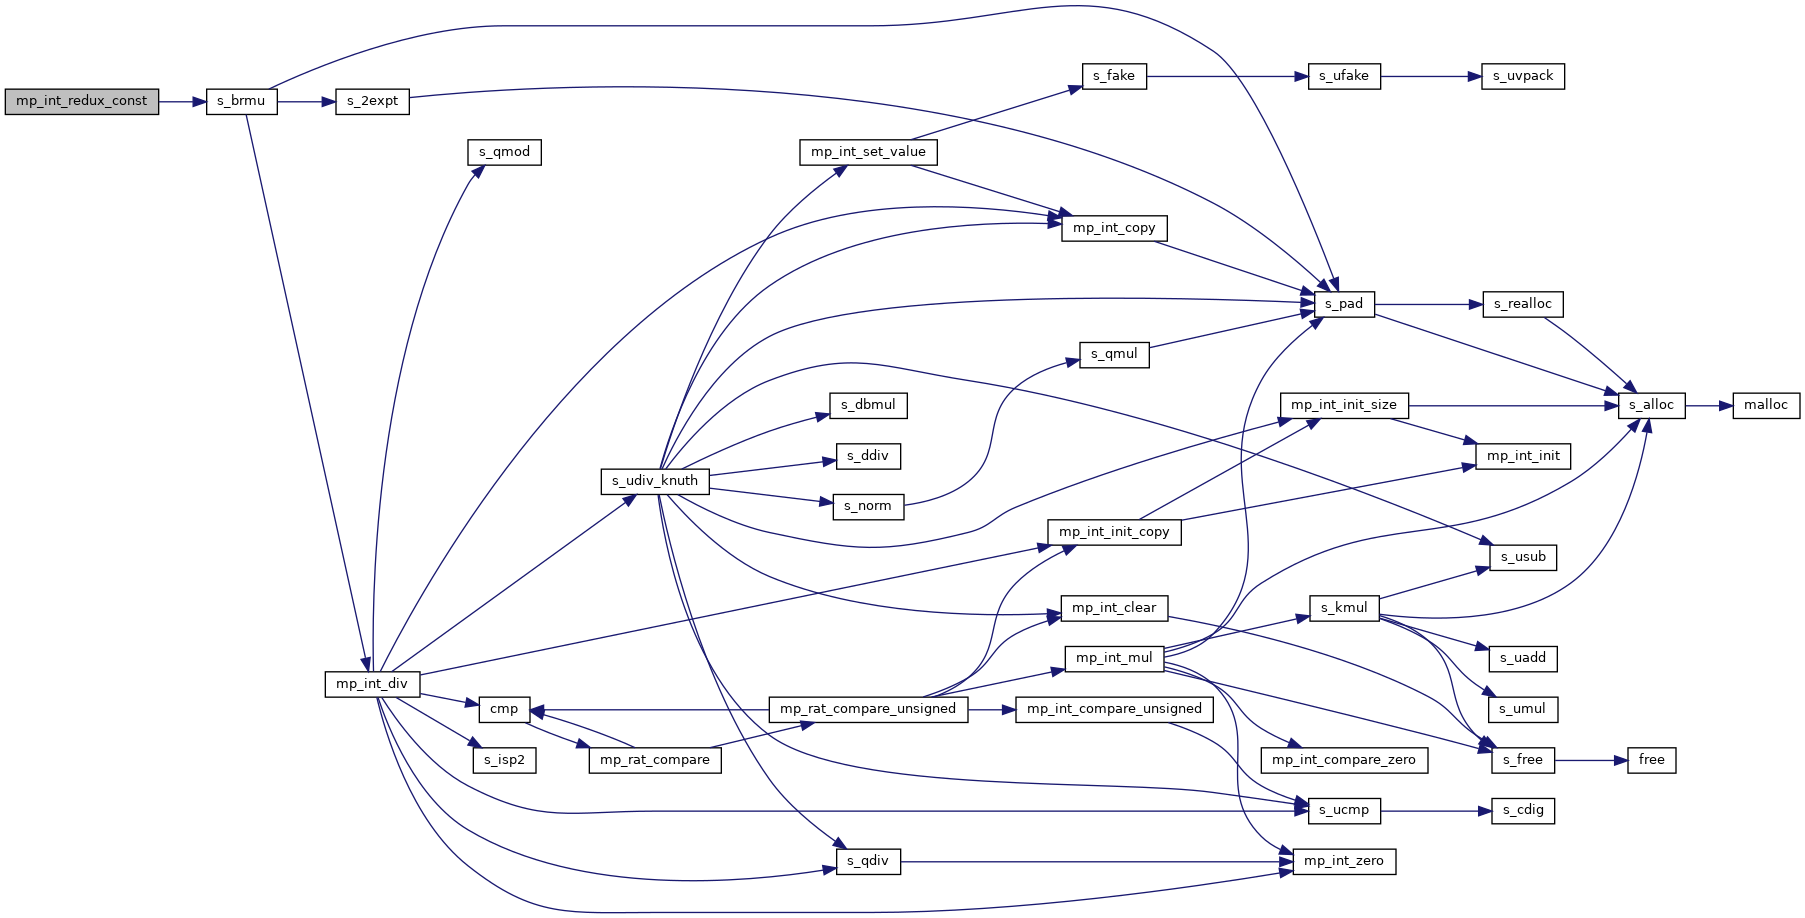 mp_int_redux_const
s_brmu
s_2expt
s_fake
s_ufake
s_uvpack
s_qmod
mp_int_set_value
mp_int_copy
s_pad
s_realloc
s_qmul
s_dbmul
mp_int_init_size
s_alloc
malloc
s_ddiv
mp_int_init
s_udiv_knuth
s_norm
mp_int_init_copy
s_usub
mp_int_clear
s_kmul
mp_int_mul
s_uadd
mp_int_div
cmp
mp_rat_compare_unsigned
mp_int_compare_unsigned
s_umul
s_isp2
mp_rat_compare
mp_int_compare_zero
s_free
free
s_ucmp
s_cdig
s_qdiv
mp_int_zero